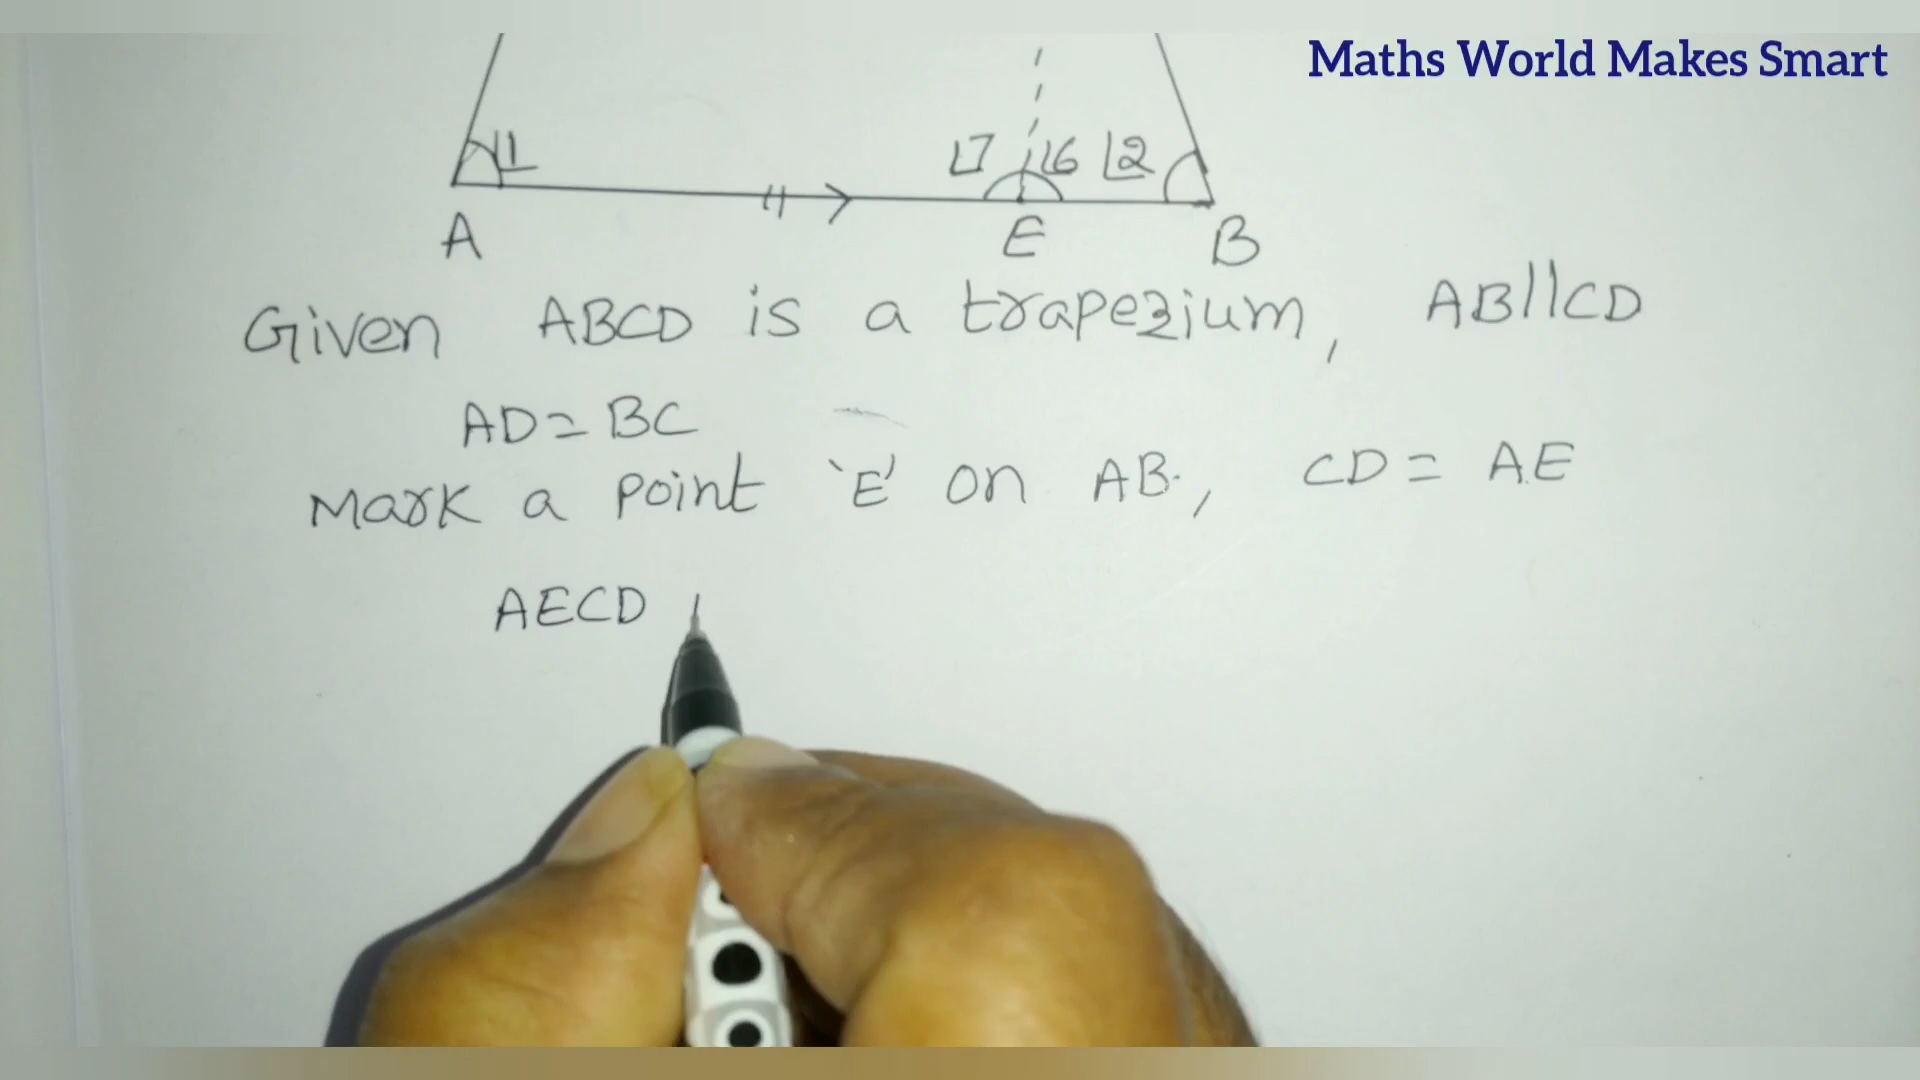 Maths World Makes Smart
∠1 ∠7 ∠6 ∠2
A E B
Given ABCD is a trapezium, AB||CD
AD = BC
Mark a point 'E' on AB, CD = AE
AECD